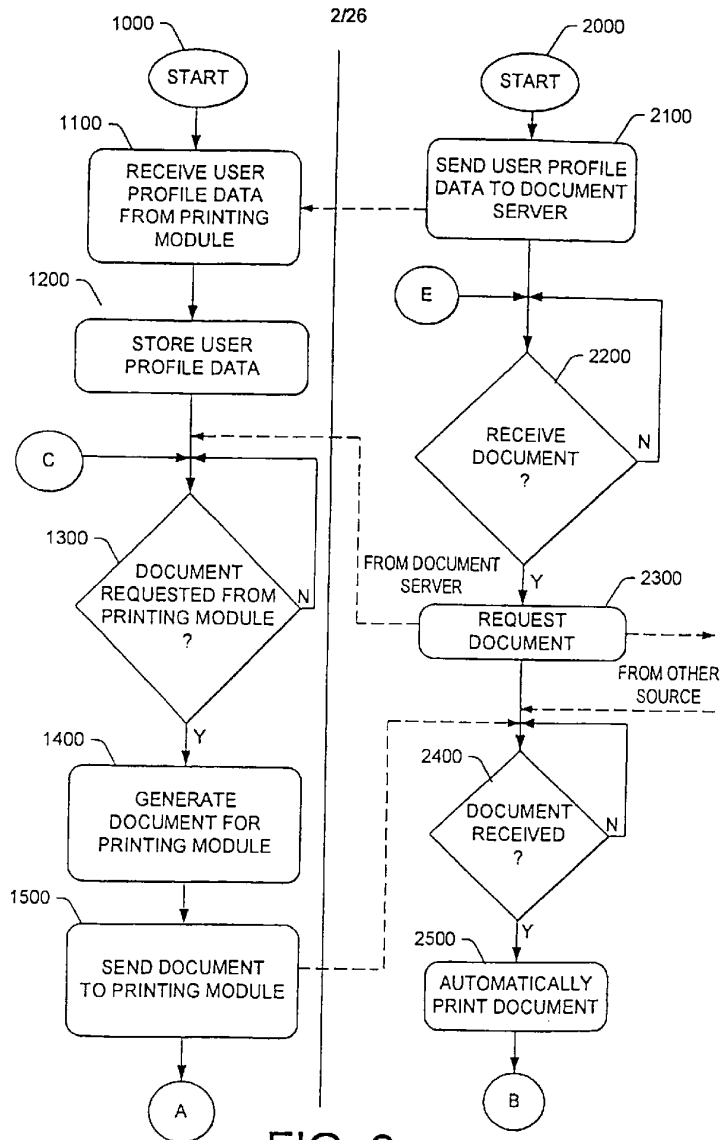 2/26
1000
START
1100
RECEIVE USER
PROFILE DATA
FROM PRINTING
MODULE
1200
STORE USER
PROFILE DATA
C
1300
DOCUMENT
REQUESTED FROM
PRINTING MODULE
?
N
Y
1400
GENERATE
DOCUMENT FOR
PRINTING MODULE
1500
SEND DOCUMENT
TO PRINTING MODULE
A
2000
START
2100
SEND USER PROFILE
DATA TO DOCUMENT
SERVER
E
2200
RECEIVE
DOCUMENT
?
N
Y
FROM DOCUMENT
SERVER
2300
REQUEST
DOCUMENT
FROM OTHER
SOURCE
2400
DOCUMENT
RECEIVED
?
N
Y
2500
AUTOMATICALLY
PRINT DOCUMENT
B